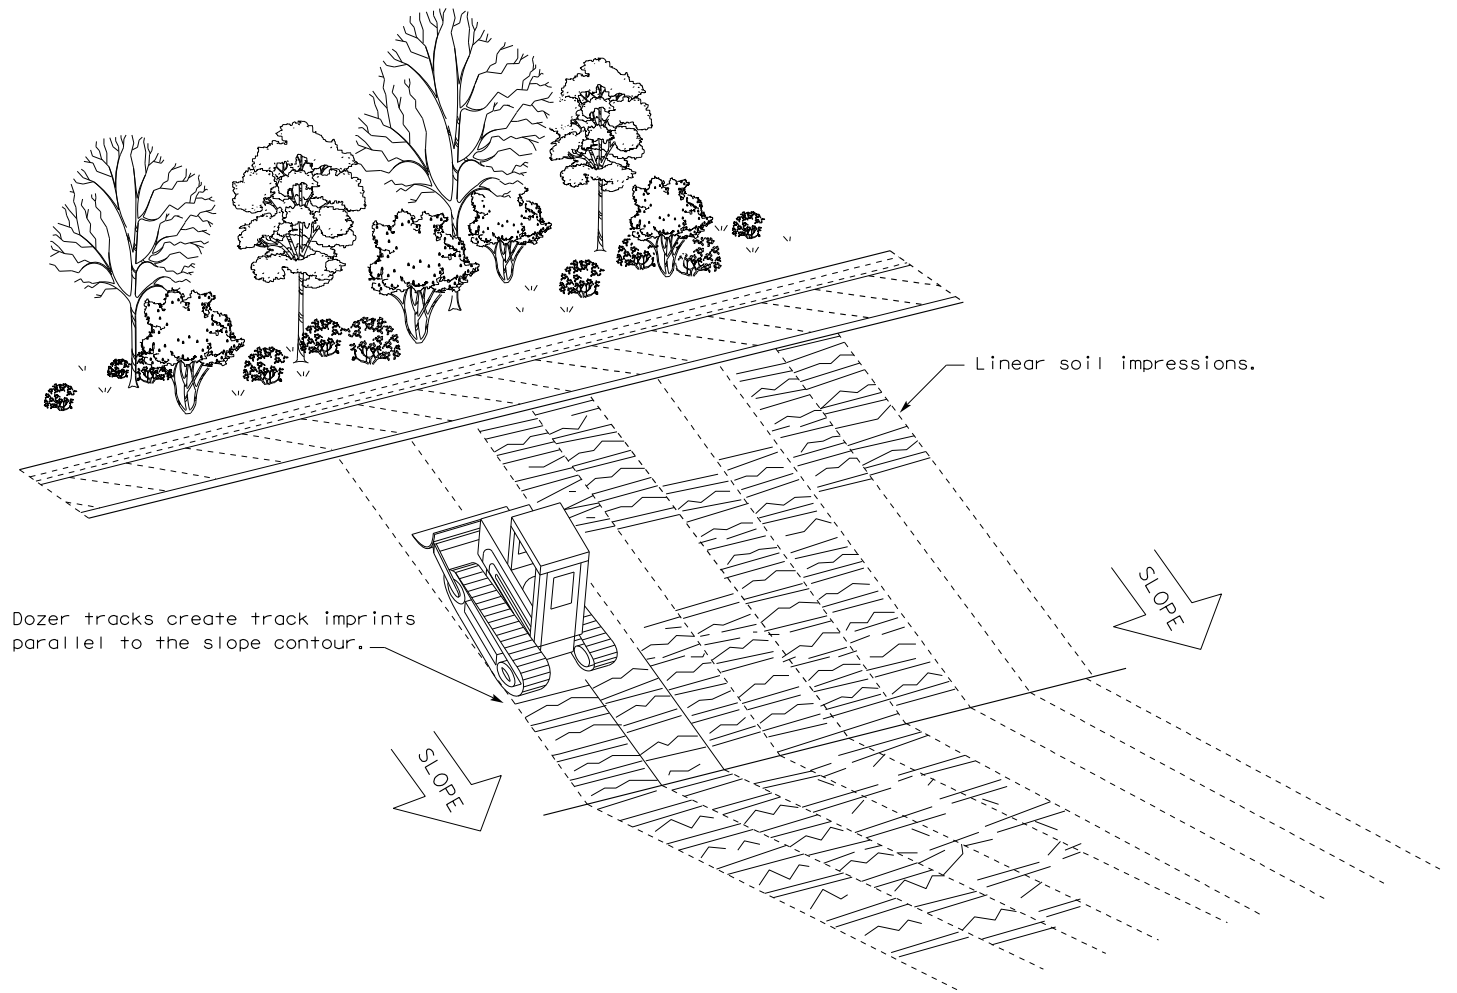 Linear soil impressions.
SLOPE
Dozer tracks create track imprints
parallel to the slope contour.
SLOPE